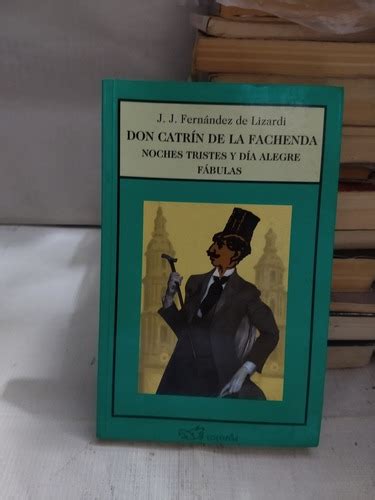 J. J. Fernández de Lizardi
DON CATRÍN DE LA FACHENDA
NOCHES TRISTES Y DÍA ALEGRE
FÁBULAS